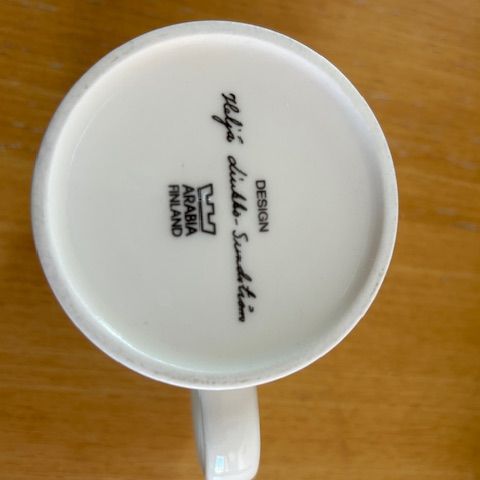 DESIGN
Heljä Liukko-Sundström
ARABIA
FINLAND